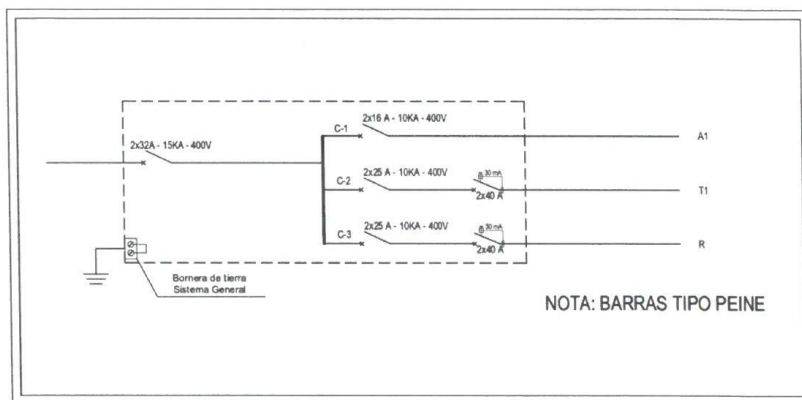 2x16 A - 10KA - 400V
C-1
A1
2x32A - 15KA - 400V
2x25 A - 10KA - 400V
30 mA
C-2
T1
2x40 A
2x25 A - 10KA - 400V
30 mA
C-3
R
2x40 A
Bornera de tierra
Sistema General
NOTA: BARRAS TIPO PEINE